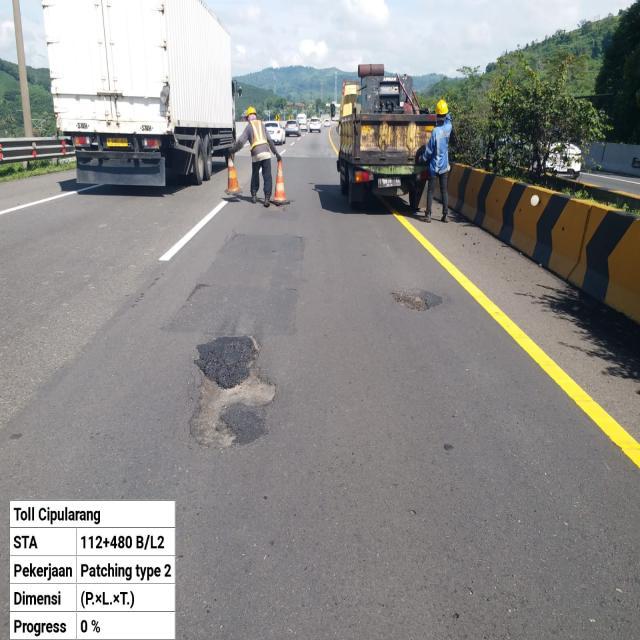 Toll Cipularang
STA 112+480 B/L2
Pekerjaan Patching type 2
Dimensi (P.×L.×T.)
Progress 0 %